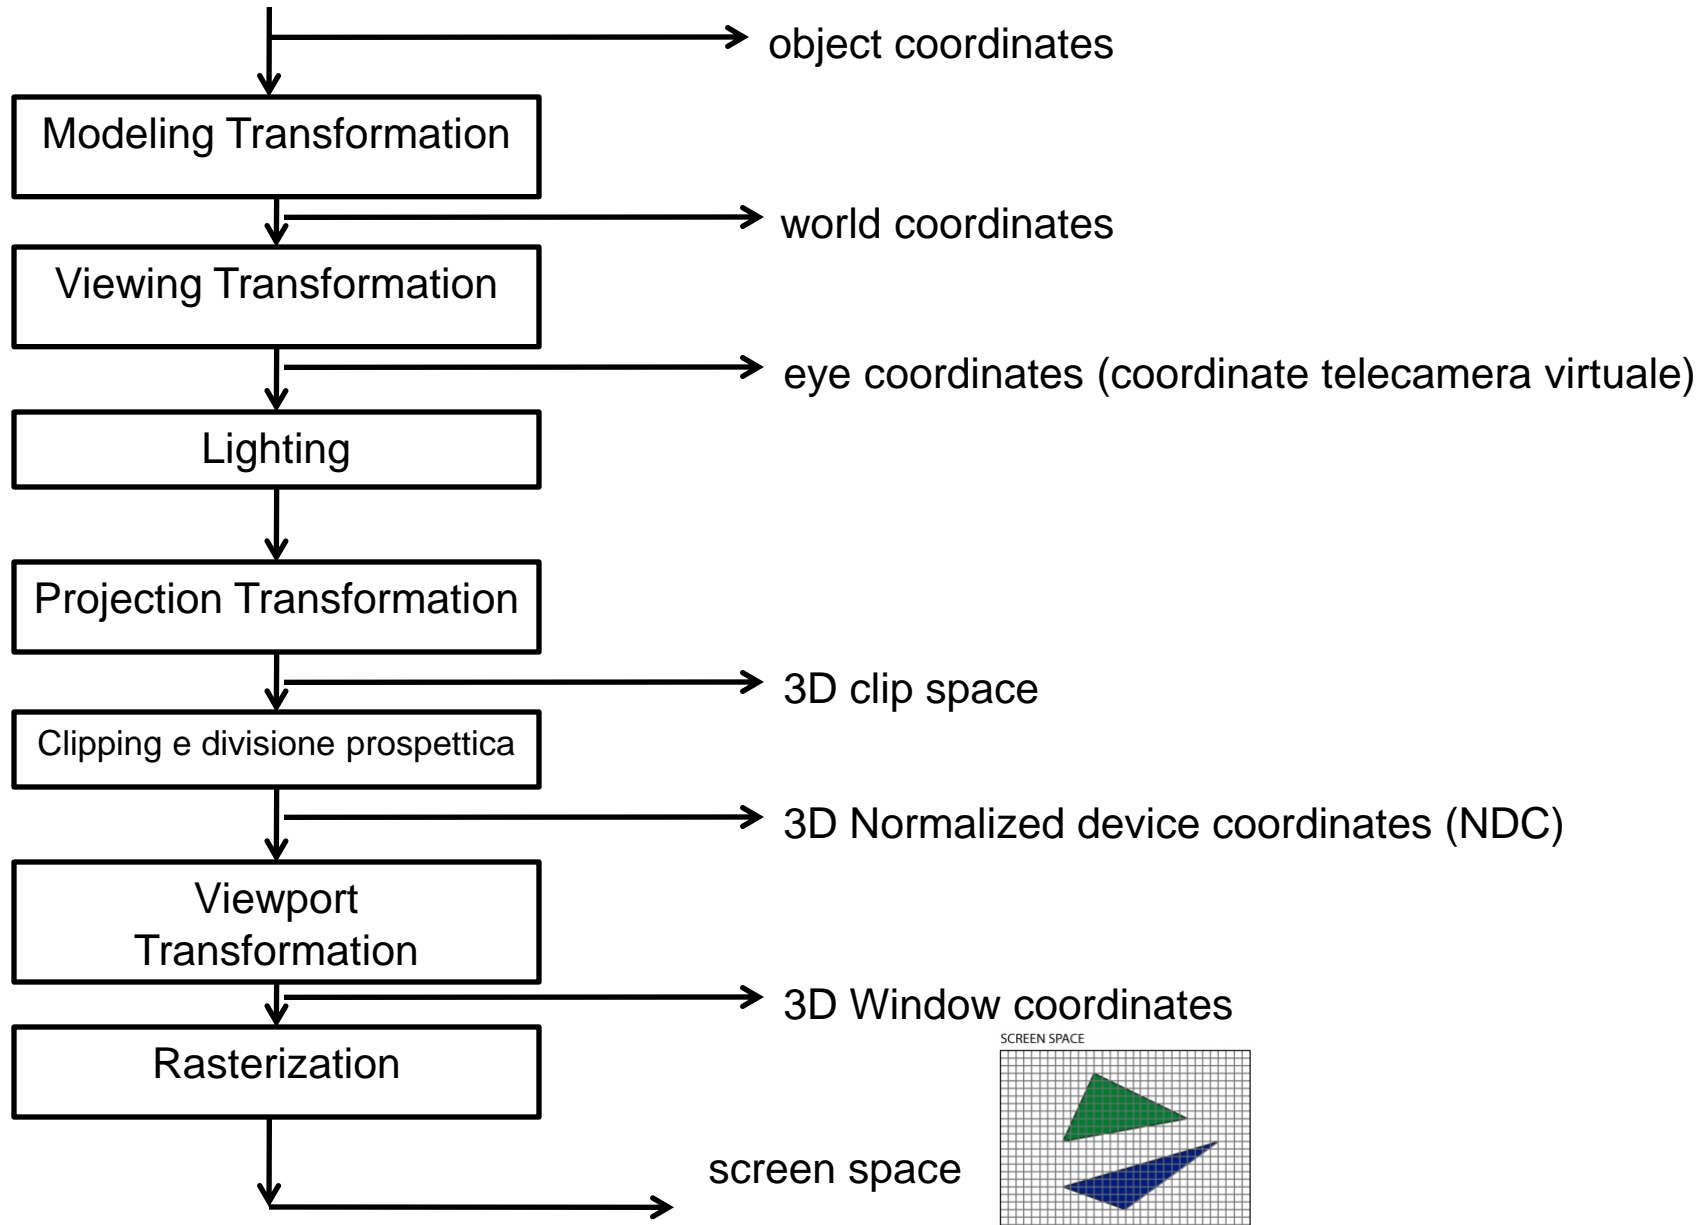 object coordinates
Modeling Transformation
world coordinates
Viewing Transformation
eye coordinates (coordinate telecamera virtuale)
Lighting
Projection Transformation
3D clip space
Clipping e divisione prospettica
3D Normalized device coordinates (NDC)
Viewport
Transformation
3D Window coordinates
SCREEN SPACE
Rasterization
screen space